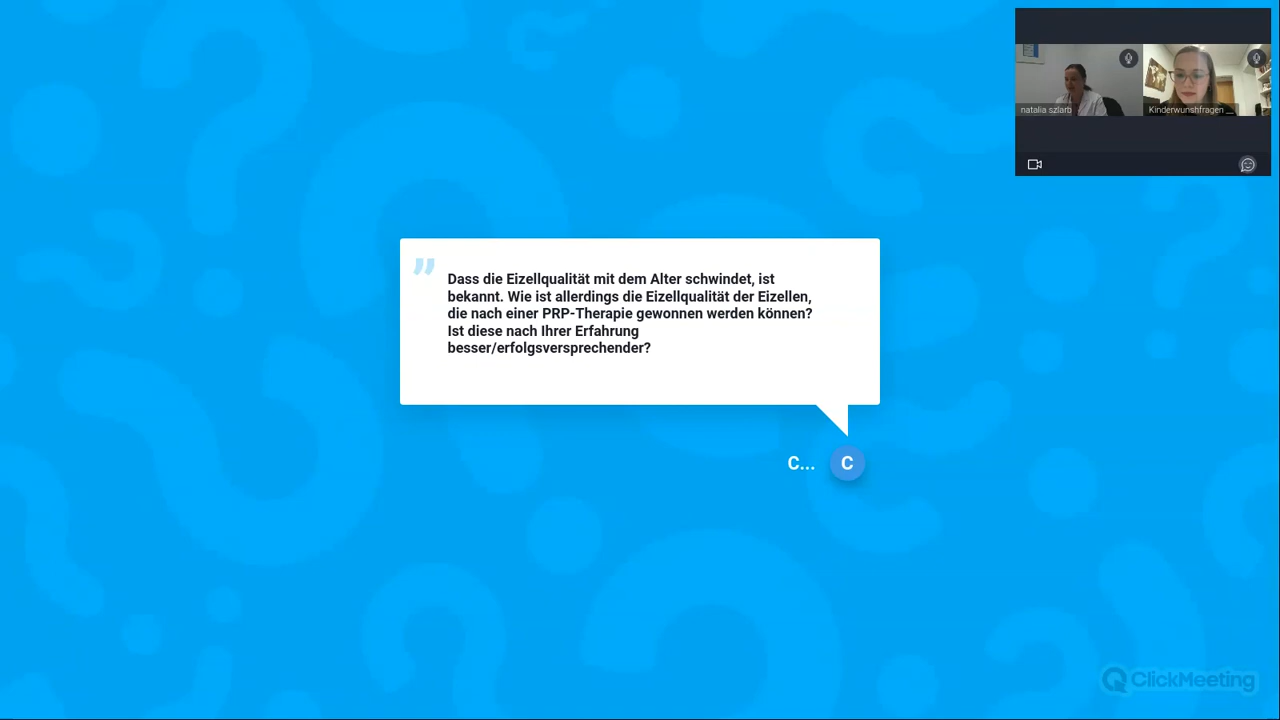 natalia szlarb
Kinderwunshfragen ...
”
Dass die Eizellqualität mit dem Alter schwindet, ist
bekannt. Wie ist allerdings die Eizellqualität der Eizellen,
die nach einer PRP-Therapie gewonnen werden können?
Ist diese nach Ihrer Erfahrung
besser/erfolgsversprechender?
C... C
ClickMeeting